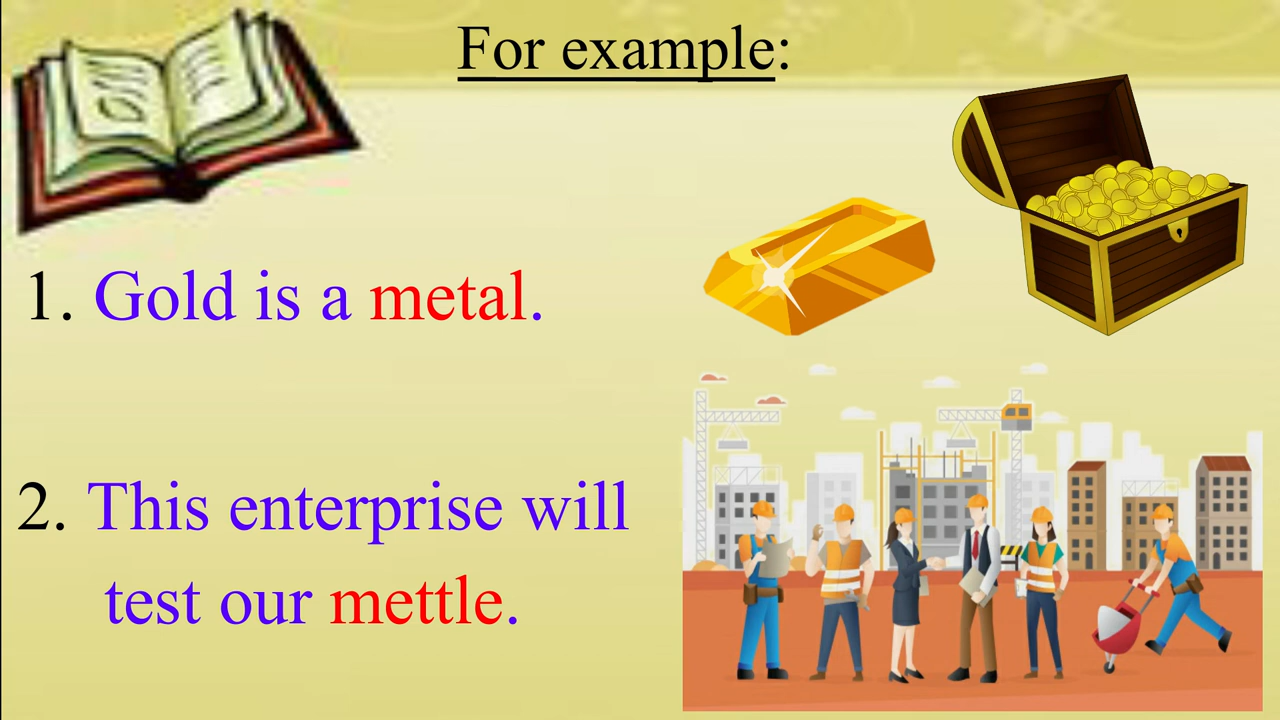 For example:
1. Gold is a metal.
2. This enterprise will
test our mettle.